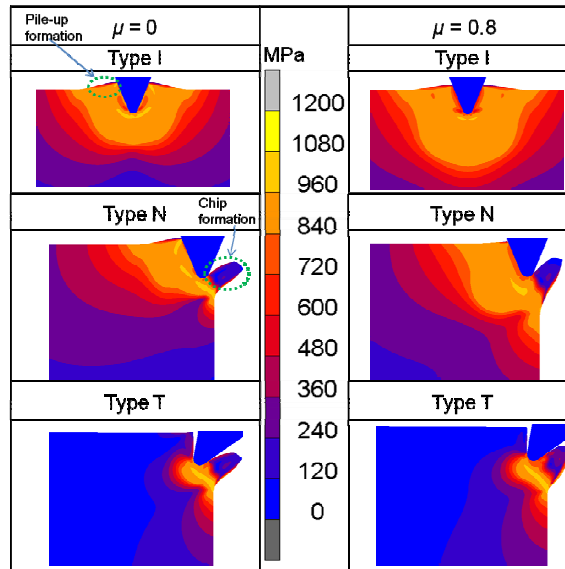 Pile-up
formation
μ = 0
μ = 0.8
Type I
MPa
Type I
1200
1080
960
840
720
600
480
360
240
120
0
Type N
Chip
formation
Type N
Type T
Type T